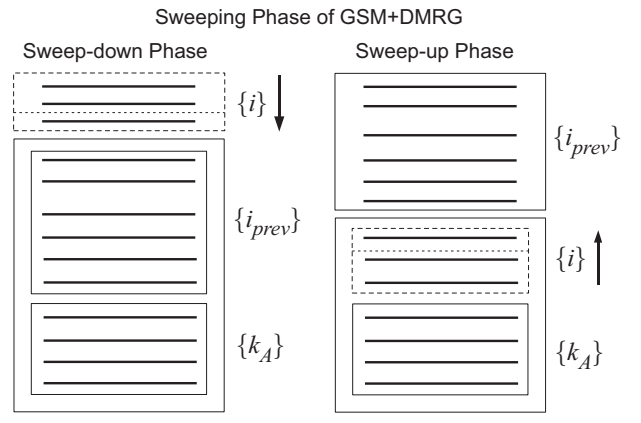 Sweeping Phase of GSM+DMRG
Sweep-down Phase
Sweep-up Phase
{i}
{i_prev}
{k_A}
{i_prev}
{i}
{k_A}